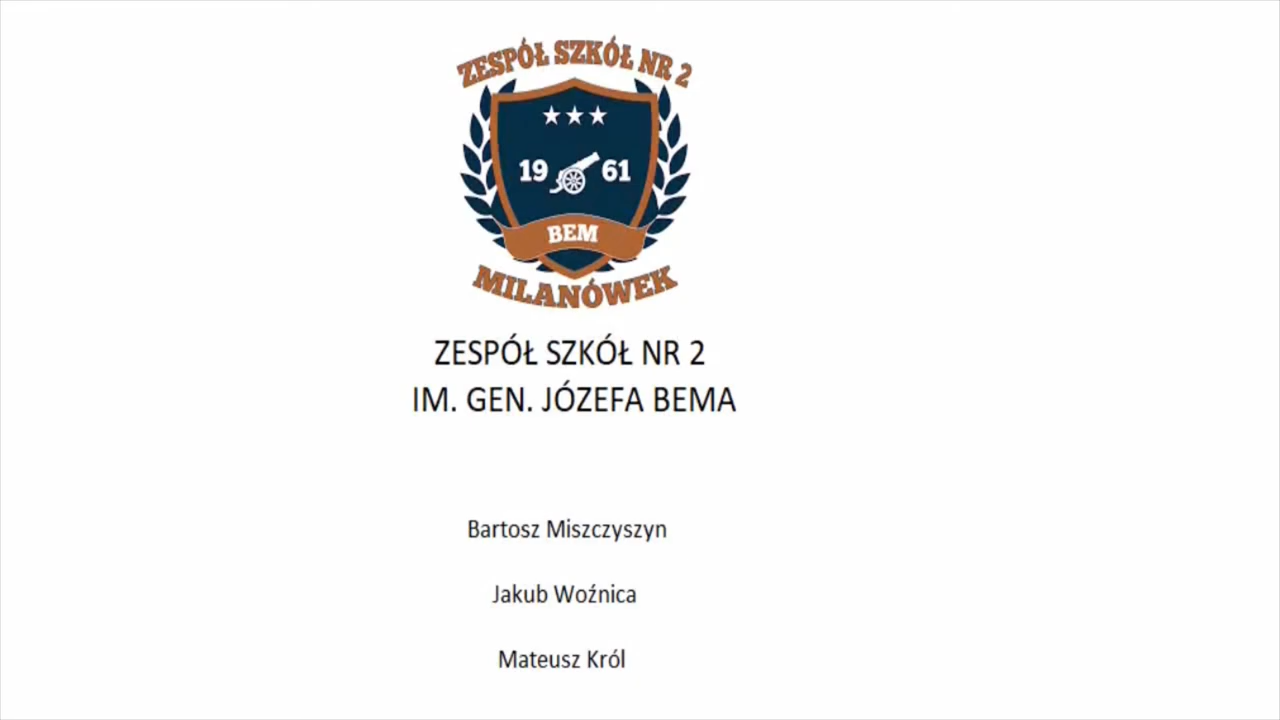 ZESPÓŁ SZKÓŁ NR 2
19 61
BEM
MILANÓWEK
ZESPÓŁ SZKÓŁ NR 2
IM. GEN. JÓZEFA BEMA
Bartosz Miszczyszyn
Jakub Woźnica
Mateusz Król